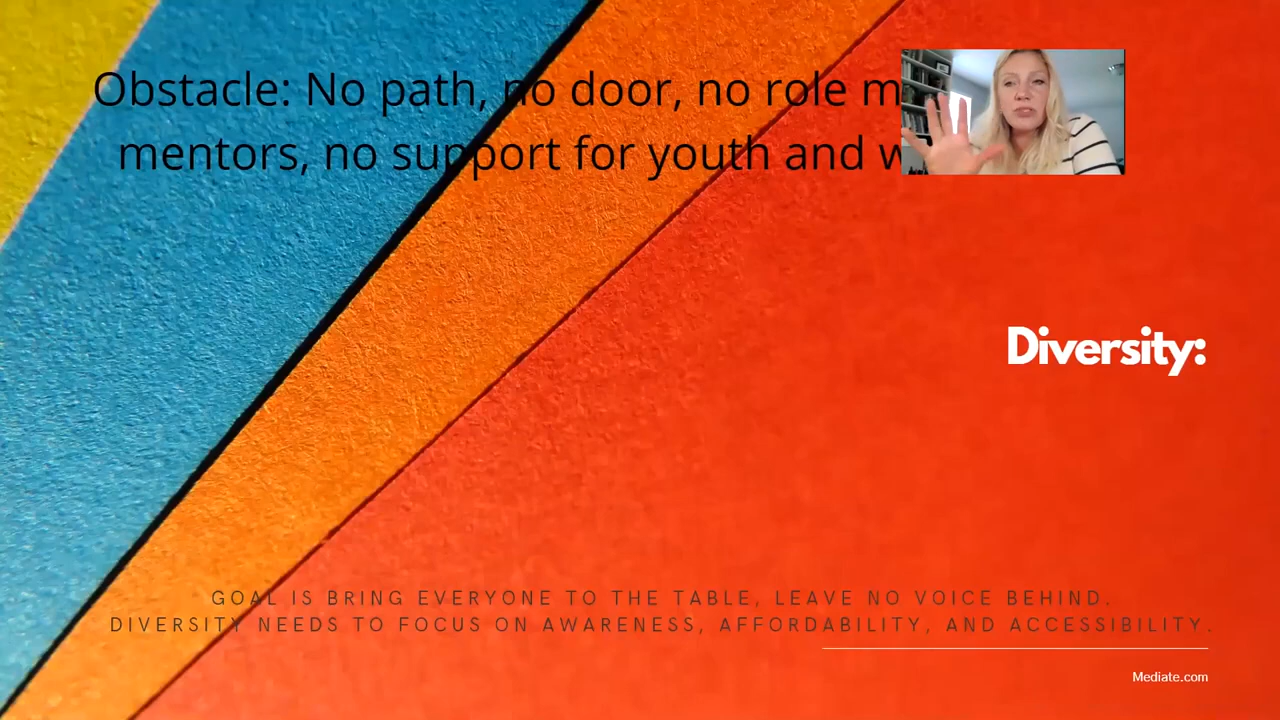 Obstacle: No path, no door, no role
mentors, no support for youth and
Diversity:
GOAL IS BRING EVERYONE TO THE TABLE, LEAVE NO VOICE BEHIND.
DIVERSITY NEEDS TO FOCUS ON AWARENESS, AFFORDABILITY, AND ACCESSIBILITY.
Mediate.com